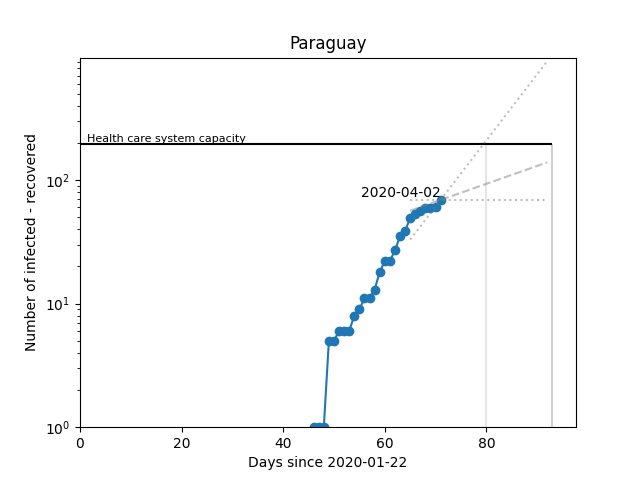 Paraguay
Health care system capacity
2020-04-02
Number of infected - recovered
10²
10¹
10⁰
0 20 40 60 80
Days since 2020-01-22